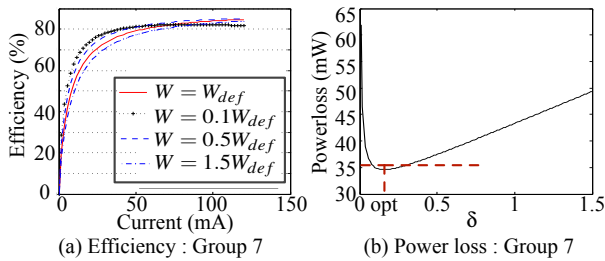 Efficiency (%)
80
60
40
20
0
W = W_def
W = 0.1W_def
W = 0.5W_def
W = 1.5W_def
0 50 100 150
Current (mA)
(a) Efficiency : Group 7
Powerloss (mW)
65
60
50
45
40
35
30
0 opt 0.5 1 1.5
δ
(b) Power loss : Group 7